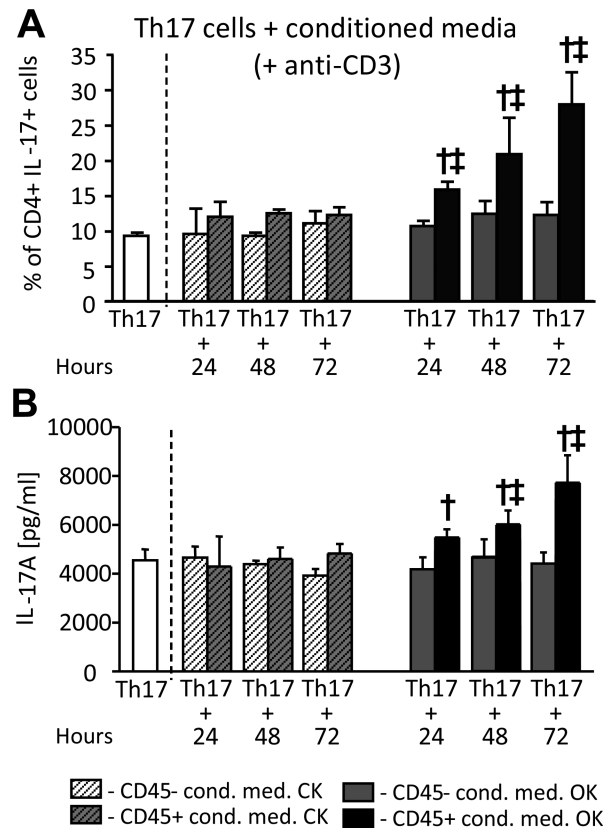 A
Th17 cells + conditioned media
(+ anti-CD3)
% of CD4+ IL-17+ cells
35
30
25
20
15
10
5
0
†‡
†‡
†‡
Th17 Th17 Th17 Th17 Th17 Th17 Th17
+ + + + + +
Hours 24 48 72 24 48 72
B
IL-17A [pg/ml]
10000
8000
6000
4000
2000
0
†
†‡
†‡
Th17 Th17 Th17 Th17 Th17 Th17 Th17
+ + + + + +
Hours 24 48 72 24 48 72
- CD45- cond. med. CK - CD45- cond. med. OK
- CD45+ cond. med. CK - CD45+ cond. med. OK